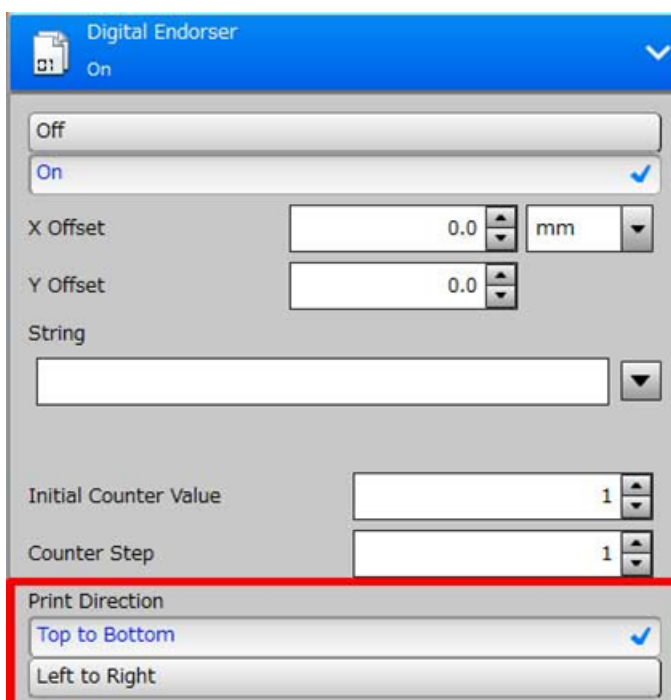 Digital Endorser
01
On
Off
On
X Offset 0.0 mm
Y Offset 0.0
String
Initial Counter Value 1
Counter Step 1
Print Direction
Top to Bottom
Left to Right